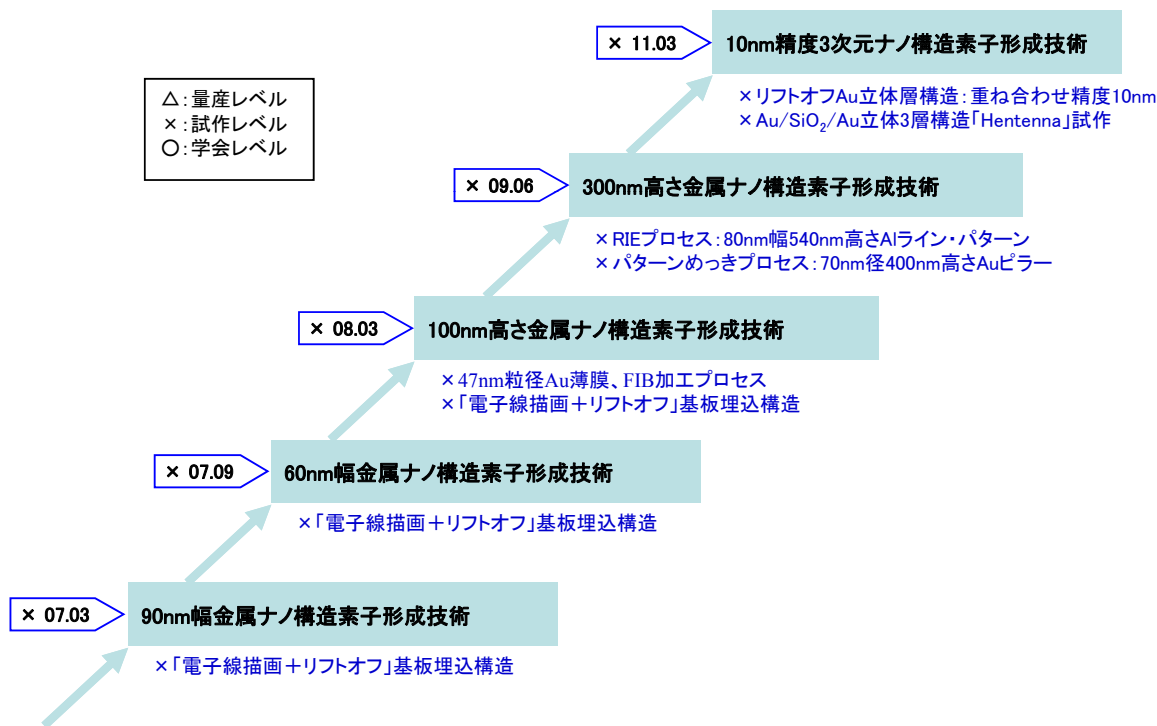 × 11.03
10nm精度3次元ナノ構造素子形成技術
×リフトオフAu立体層構造：重ね合わせ精度10nm
×Au/SiO₂/Au立体3層構造「Hentenna」試作
△：量産レベル
×：試作レベル
○：学会レベル
× 09.06
300nm高さ金属ナノ構造素子形成技術
×RIEプロセス：80nm幅540nm高さAlライン・パターン
×パターンめっきプロセス：70nm径400nm高さAuピラー
× 08.03
100nm高さ金属ナノ構造素子形成技術
×47nm粒径Au薄膜、FIB加工プロセス
×「電子線描画＋リフトオフ」基板埋込構造
× 07.09
60nm幅金属ナノ構造素子形成技術
×「電子線描画＋リフトオフ」基板埋込構造
× 07.03
90nm幅金属ナノ構造素子形成技術
×「電子線描画＋リフトオフ」基板埋込構造